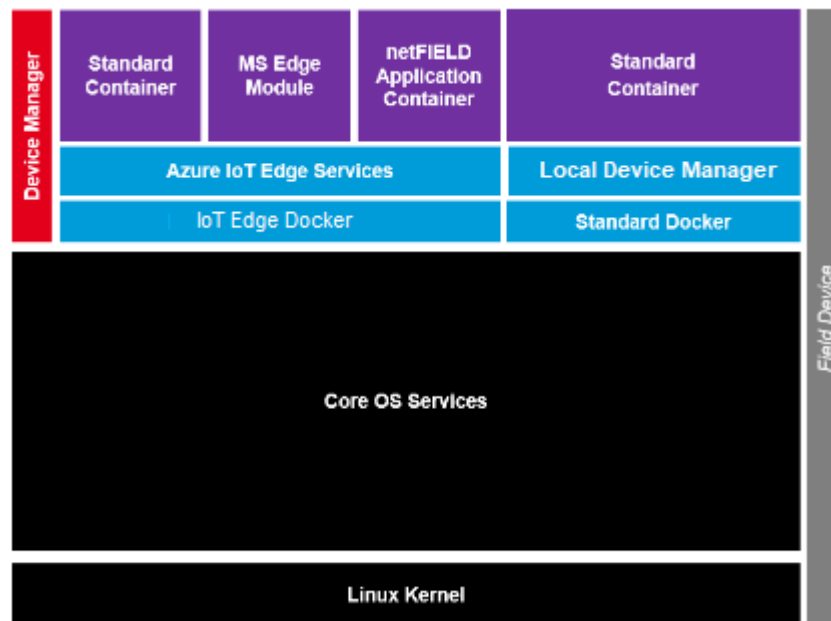 Device Manager
Standard
Container
MS Edge
Module
netFIELD
Application
Container
Standard
Container
Azure IoT Edge Services
Local Device Manager
IoT Edge Docker
Standard Docker
Core OS Services
Field Device
Linux Kernel